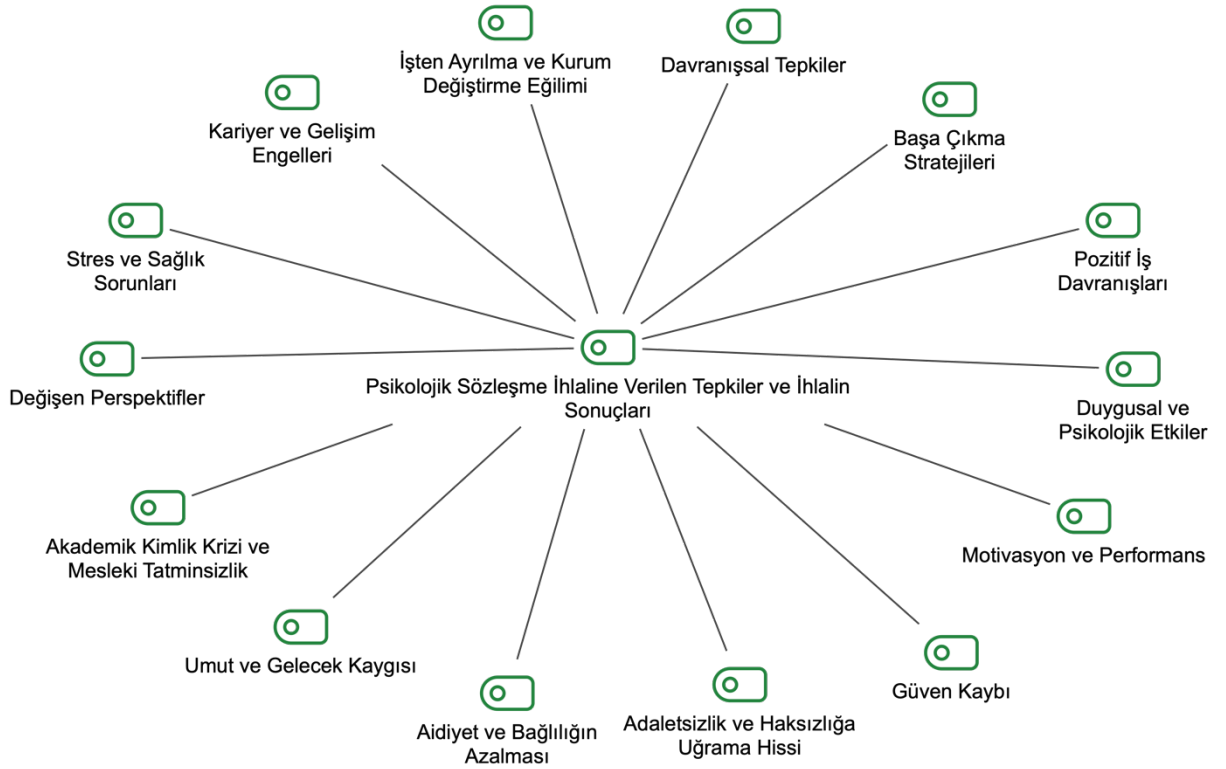 İşten Ayrılma ve Kurum
Değiştirme Eğilimi
Davranışsal Tepkiler
Kariyer ve Gelişim
Engelleri
Başa Çıkma
Stratejileri
Stres ve Sağlık
Sorunları
Pozitif İş
Davranışları
Değişen Perspektifler
Psikolojik Sözleşme İhlaline Verilen Tepkiler ve İhlalin
Sonuçları
Duygusal ve
Psikolojik Etkiler
Akademik Kimlik Krizi ve
Mesleki Tatminsizlik
Motivasyon ve Performans
Umut ve Gelecek Kaygısı
Güven Kaybı
Aidiyet ve Bağlılığın
Azalması
Adaletsizlik ve Haksızlığa
Uğrama Hissi